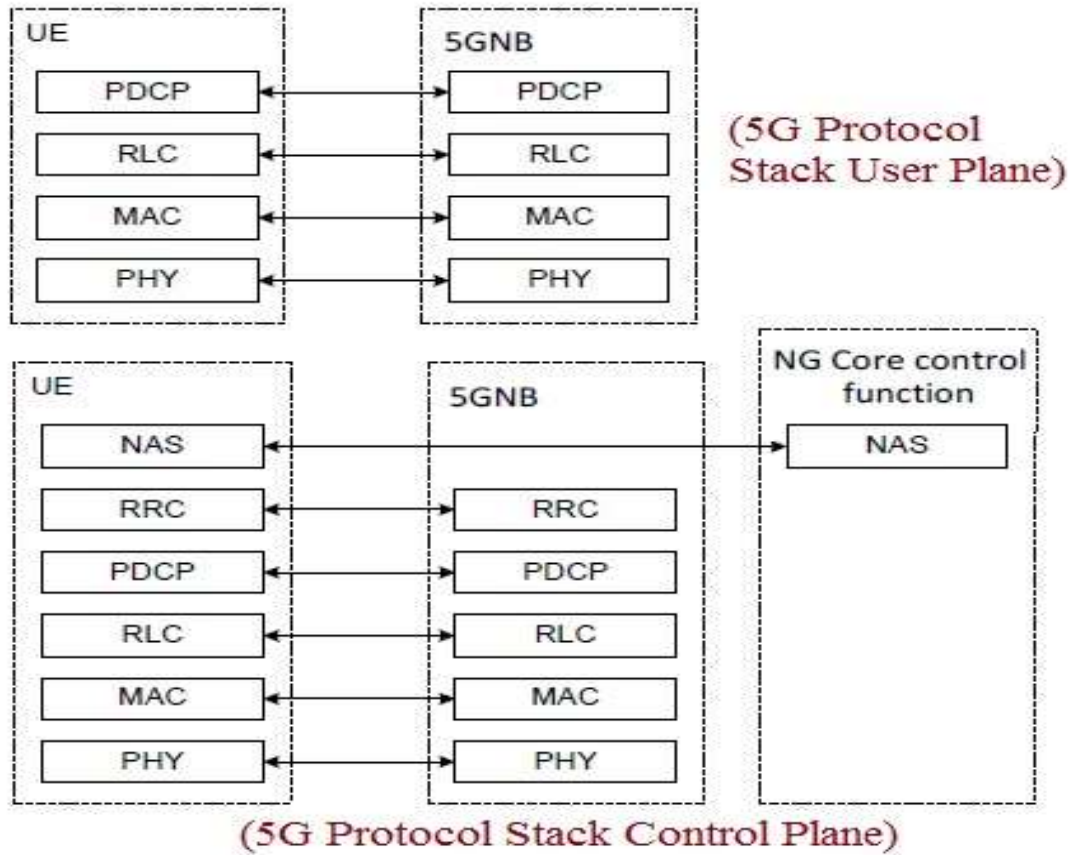 UE
5GNB
PDCP
PDCP
RLC
RLC
MAC
MAC
PHY
PHY
(5G Protocol
Stack User Plane)
UE
5GNB
NG Core control
function
NAS
NAS
RRC
RRC
PDCP
PDCP
RLC
RLC
MAC
MAC
PHY
PHY
(5G Protocol Stack Control Plane)